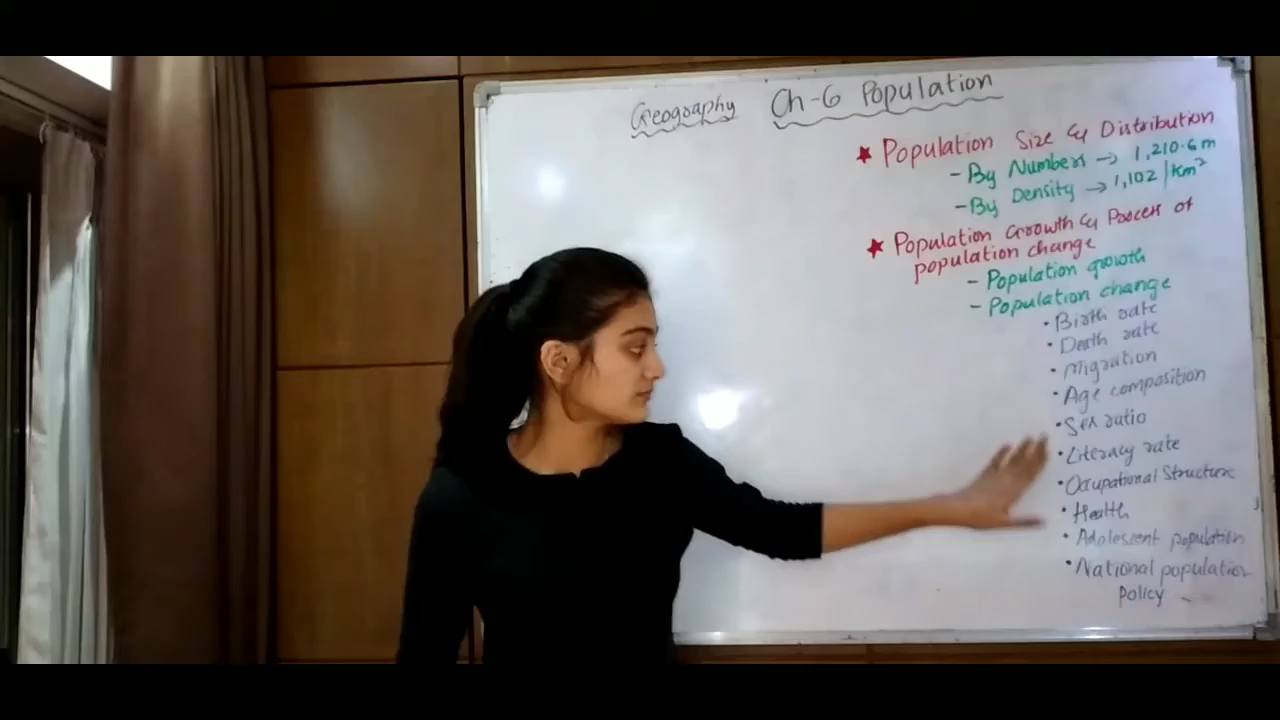 Geography Ch-6 Population
★ Population Size & Distribution
- By Numbers → 1,210.6m
- By Density → 1,102/km²
★ Population Growth & Process of
population change
- Population growth
- Population change
• Birth rate
• Death rate
• Migration
• Age composition
• Sex ratio
• Literacy rate
• Ocupational Structure
• Health
• Adolescent population
• National population
Policy